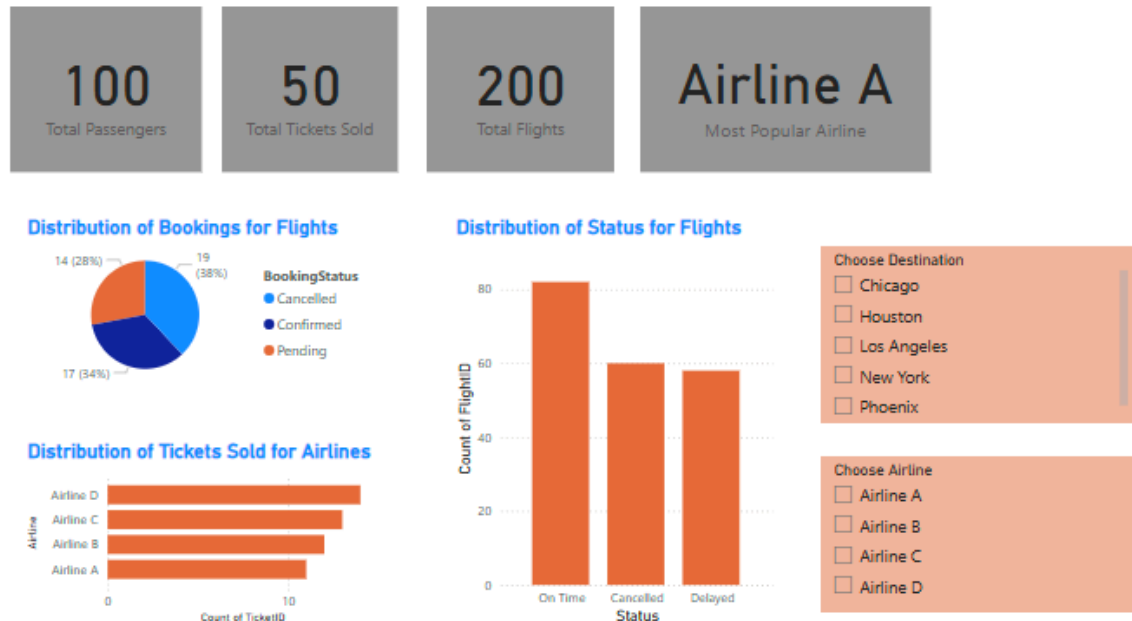 100
Total Passengers
50
Total Tickets Sold
200
Total Flights
Airline A
Most Popular Airline
Distribution of Bookings for Flights
14 (28%)
19
(38%)
17 (34%)
BookingStatus
Cancelled
Confirmed
Pending
Distribution of Tickets Sold for Airlines
Airline
Airline D
Airline C
Airline B
Airline A
0
10
Count of TicketID
Distribution of Status for Flights
Count of FlightID
80
60
40
20
0
On Time
Cancelled
Delayed
Status
Choose Destination
Chicago
Houston
Los Angeles
New York
Phoenix
Choose Airline
Airline A
Airline B
Airline C
Airline D